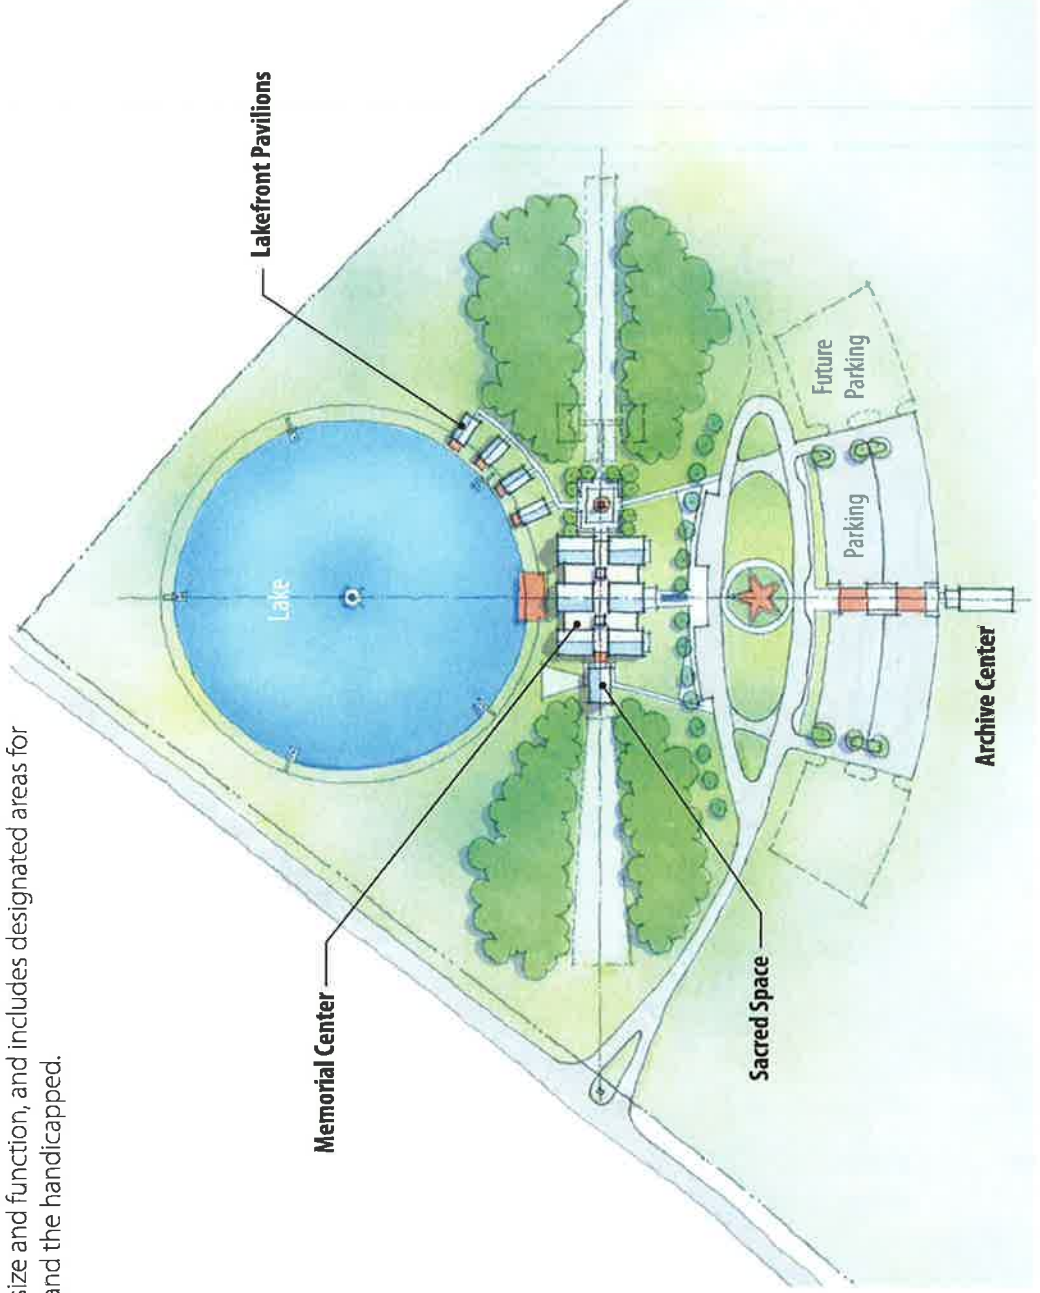 size and function, and includes designated areas for
and the handicapped.
Lakefront Pavilions
Lake
Memorial Center
Future
Parking
Parking
Sacred Space
Archive Center